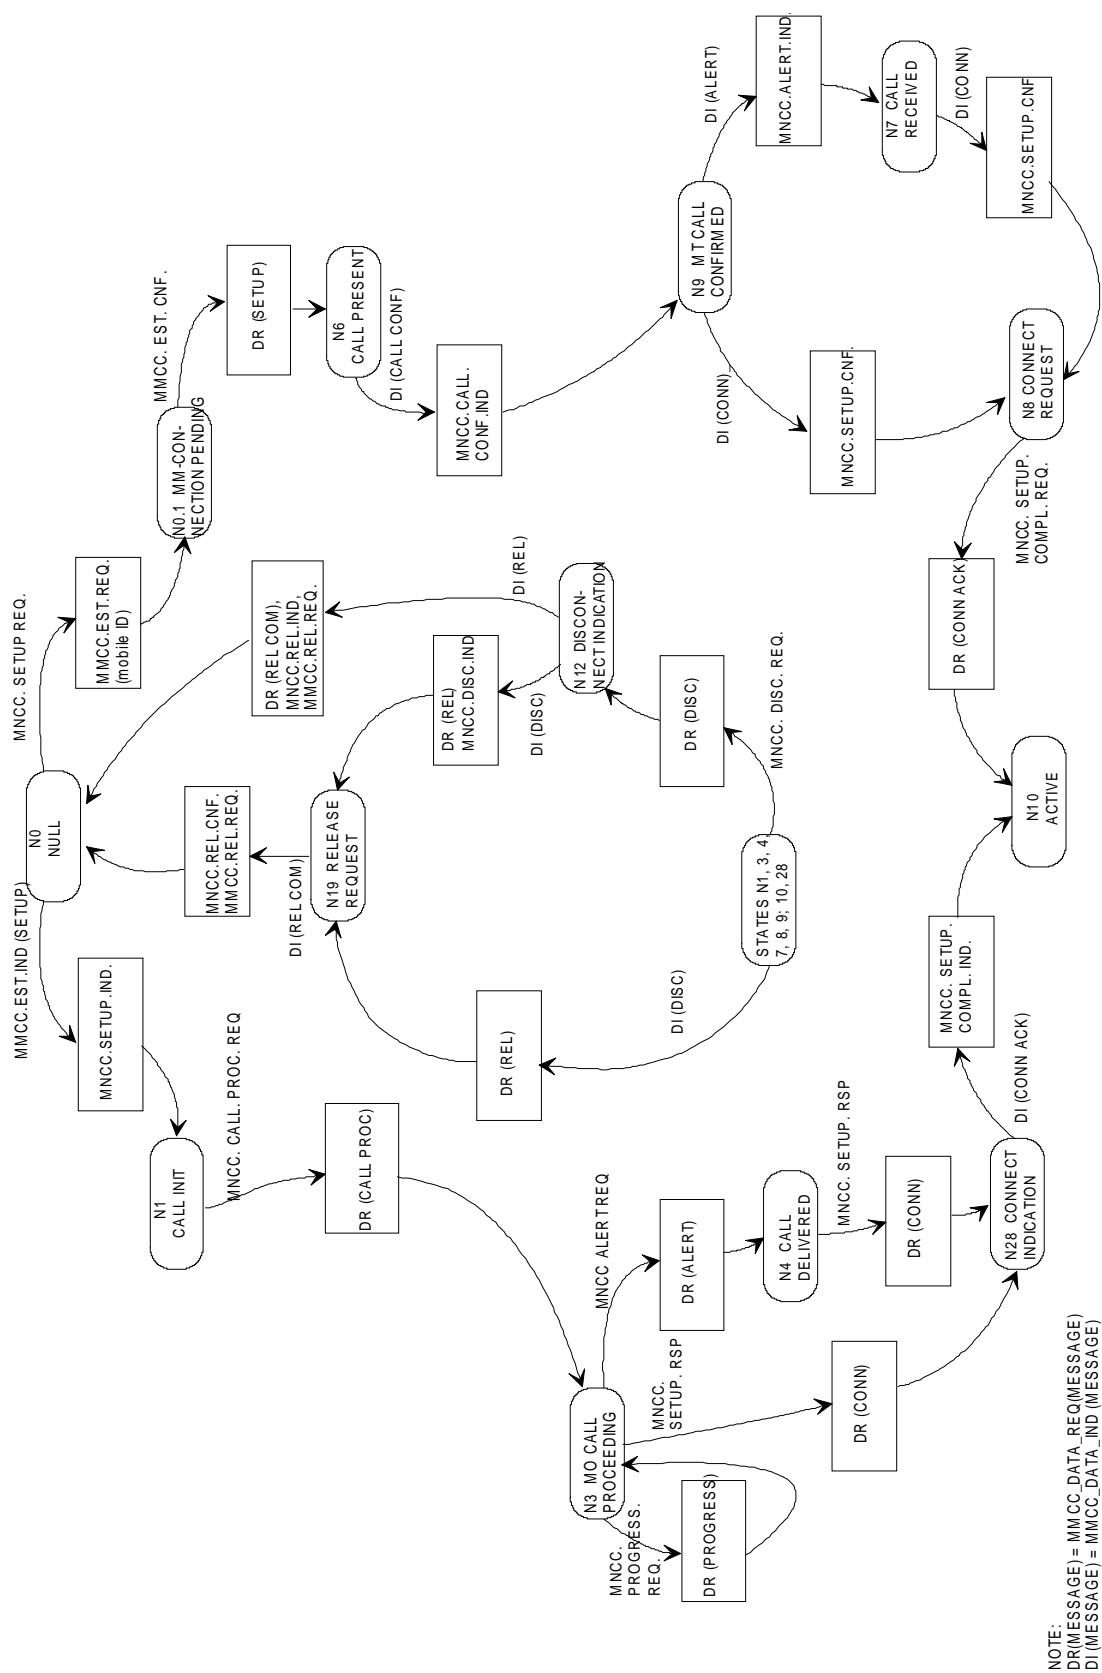 MNCC. SETUP REQ.
MMCC.EST.REQ.
(mobile ID)
N0.1 MM-CON-
NECTION PENDING
MMCC. EST. CNF.
DR (SETUP)
N6
CALL PRESENT
DI (CALL CONF)
MNCC.CALL.
CONF.IND
N9 MT CALL
CONFIRMED
DI (ALERT)
MNCC.ALERT.IND.
N7 CALL
RECEIVED
DI (CONN)
MNCC.SETUP.CNF
DI (CONN)
MNCC.SETUP.CNF.
N8 CONNECT
REQUEST
MNCC. SETUP.
COMPL. REQ.
DR (CONN ACK)
N10
ACTIVE
N0
NULL
DR (REL COM),
MNCC.REL.IND,
MMCC.REL.REQ.
DI (REL)
N12 DISCON-
NECT INDICATION
DR (REL)
MNCC.DISC.IND
DI (DISC)
DR (DISC)
MNCC. DISC. REQ.
MNCC.REL.CNF.
MMCC.REL.REQ.
DI (REL COM)
N19 RELEASE
REQUEST
STATES N1, 3, 4,
7, 8, 9; 10, 28
DI (DISC)
DR (REL)
MMCC.EST.IND (SETUP)
MNCC.SETUP.IND.
N1
CALL INIT
MNCC. CALL. PROC. REQ
DR (CALL PROC)
N3 MO CALL
PROCEEDING
MNCC ALERT REQ
DR (ALERT)
N4 CALL
DELIVERED
MNCC. SETUP. RSP
DR (CONN)
N28 CONNECT
INDICATION
DI (CONN ACK)
MNCC. SETUP.
COMPL. IND.
MNCC.
SETUP. RSP
DR (CONN)
MNCC.
PROGRESS.
REQ.
DR (PROGRESS)
NOTE:
DR(MESSAGE) = MMCC_DATA_REQ(MESSAGE)
DI (MESSAGE) = MMCC_DATA_IND (MESSAGE)